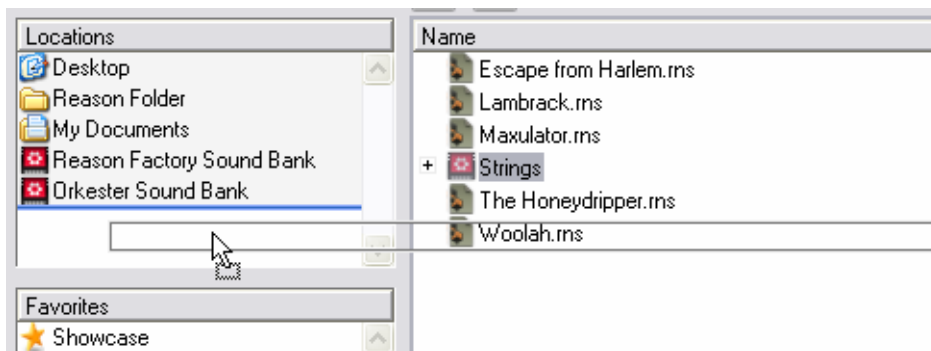 Locations
Desktop
Reason Folder
My Documents
Reason Factory Sound Bank
Orkester Sound Bank
Favorites
Showcase
Name
Escape from Harlem.rns
Lambrack.rns
Maxulator.rns
Strings
The Honeydripper.rns
Woolah.rns